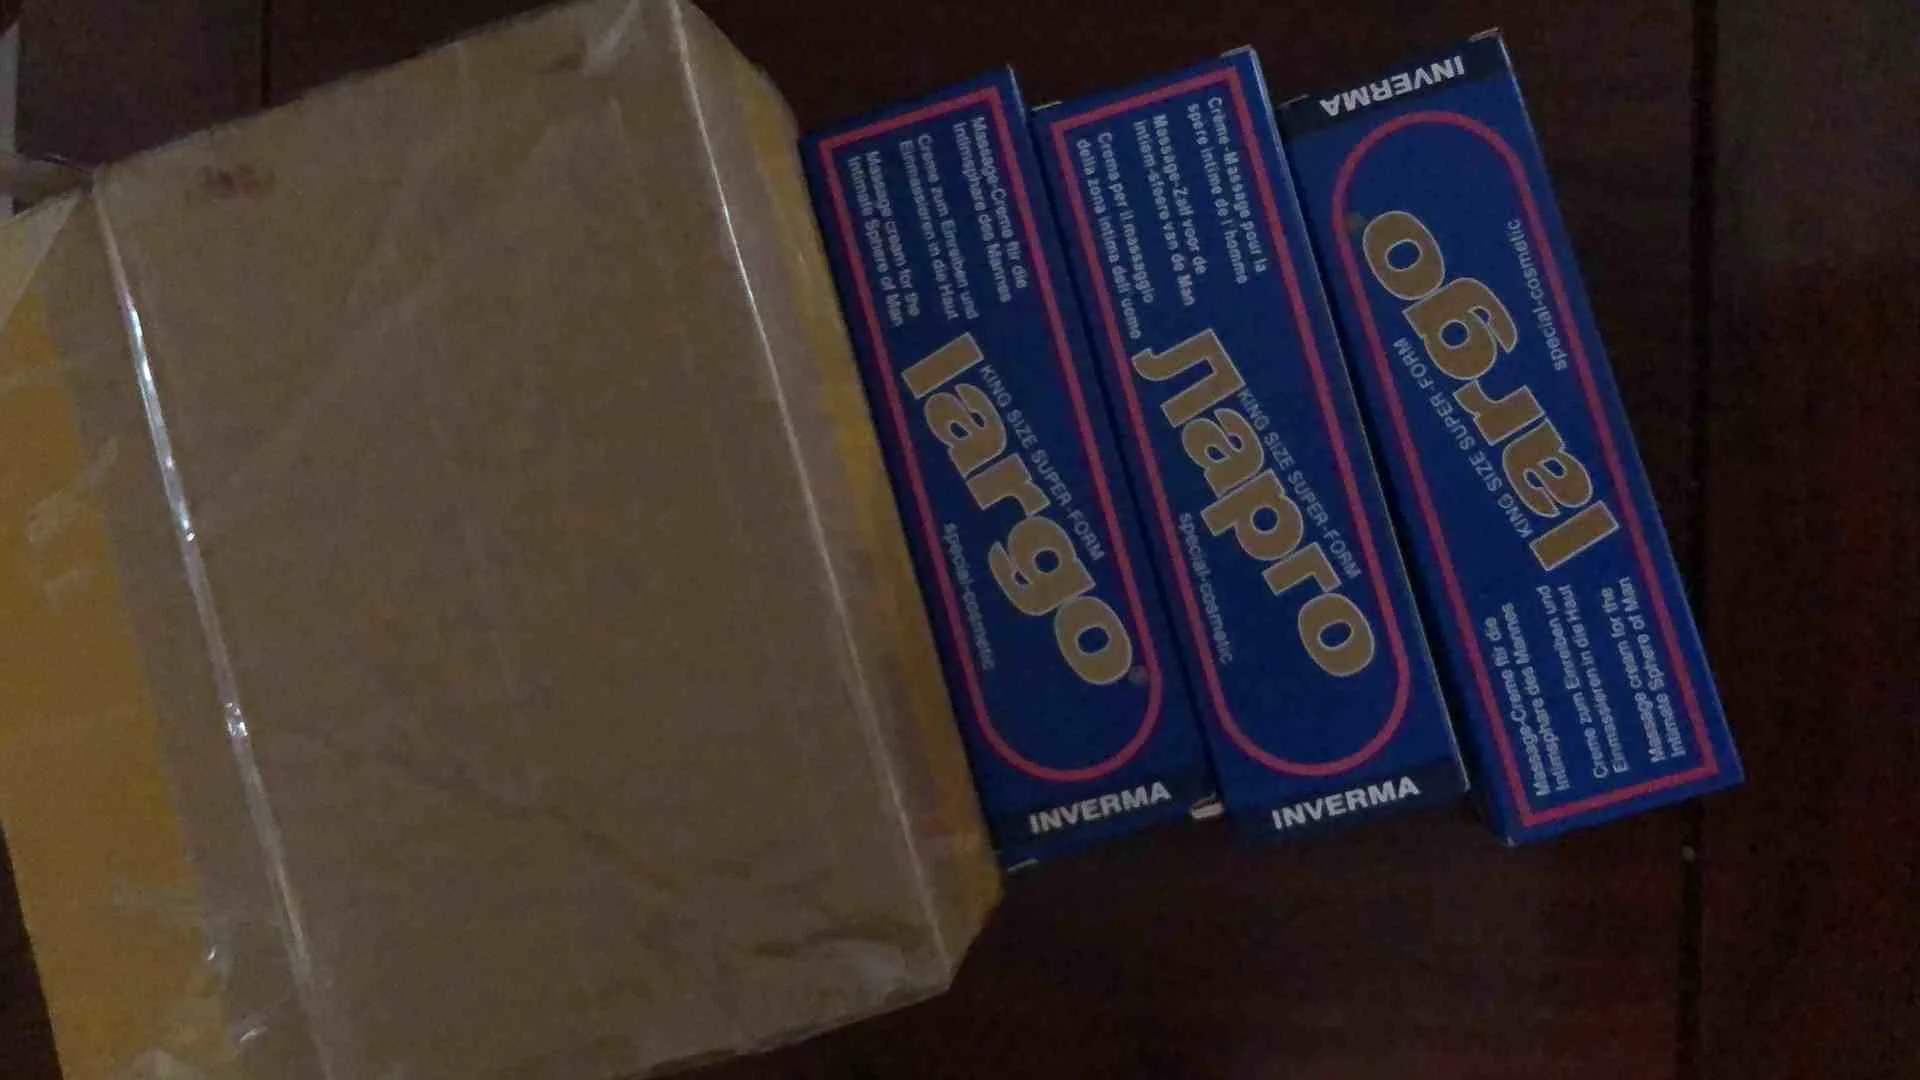 Massage-Creme für die
Intimsphäre des Mannes
Creme zum Einreiben und
Einmassieren in die Haut
Massage cream for the
Intimate Sphere of Man
KING SIZE SUPER-FORM
largo
special-cosmetic
INVERMA
Crème-Massage pour la
spere intime de l'homme
Masage-Zalf voor de
intiem-sfeere van de Man
Crema per il massaggio
della zona intima dell uomo
KING SIZE SUPER-FORM
Ларго
special-cosmetic
INVERMA
INVERMA
largo
KING SIZE SUPER-FORM
special-cosmetic
Massage-Creme für die
Intimsphäre des Mannes
Creme zum Einreiben und
Einmassieren in die Haut
Massage cream for the
Intimate Sphere of Man